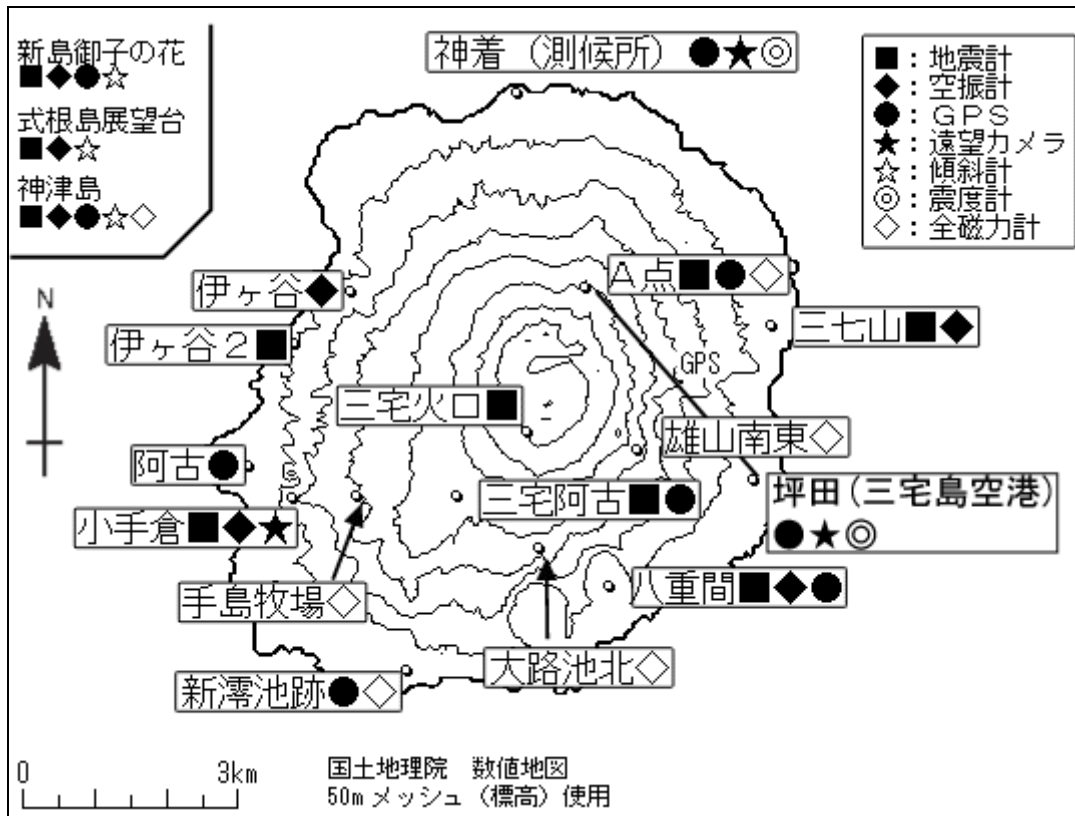 新島御子の花
■◆●☆
式根島展望台
■◆☆
神津島
■◆●☆◇
神着（測候所） ●★◎
■：地震計
◆：空振計
●：GPS
★：遠望カメラ
☆：傾斜計
◎：震度計
◇：全磁力計
N
伊ヶ谷◆
A点■●◇
伊ヶ谷２■
三七山■◆
GPS
三宅火口■
雄山南東◇
阿古●
三宅阿古■●
坪田(三宅島空港)
●★◎
小手倉■◆★
手島牧場◇
八重間■◆●
大路池北◇
新澪池跡●◇
0 3km
国土地理院 数値地図
50mメッシュ（標高）使用